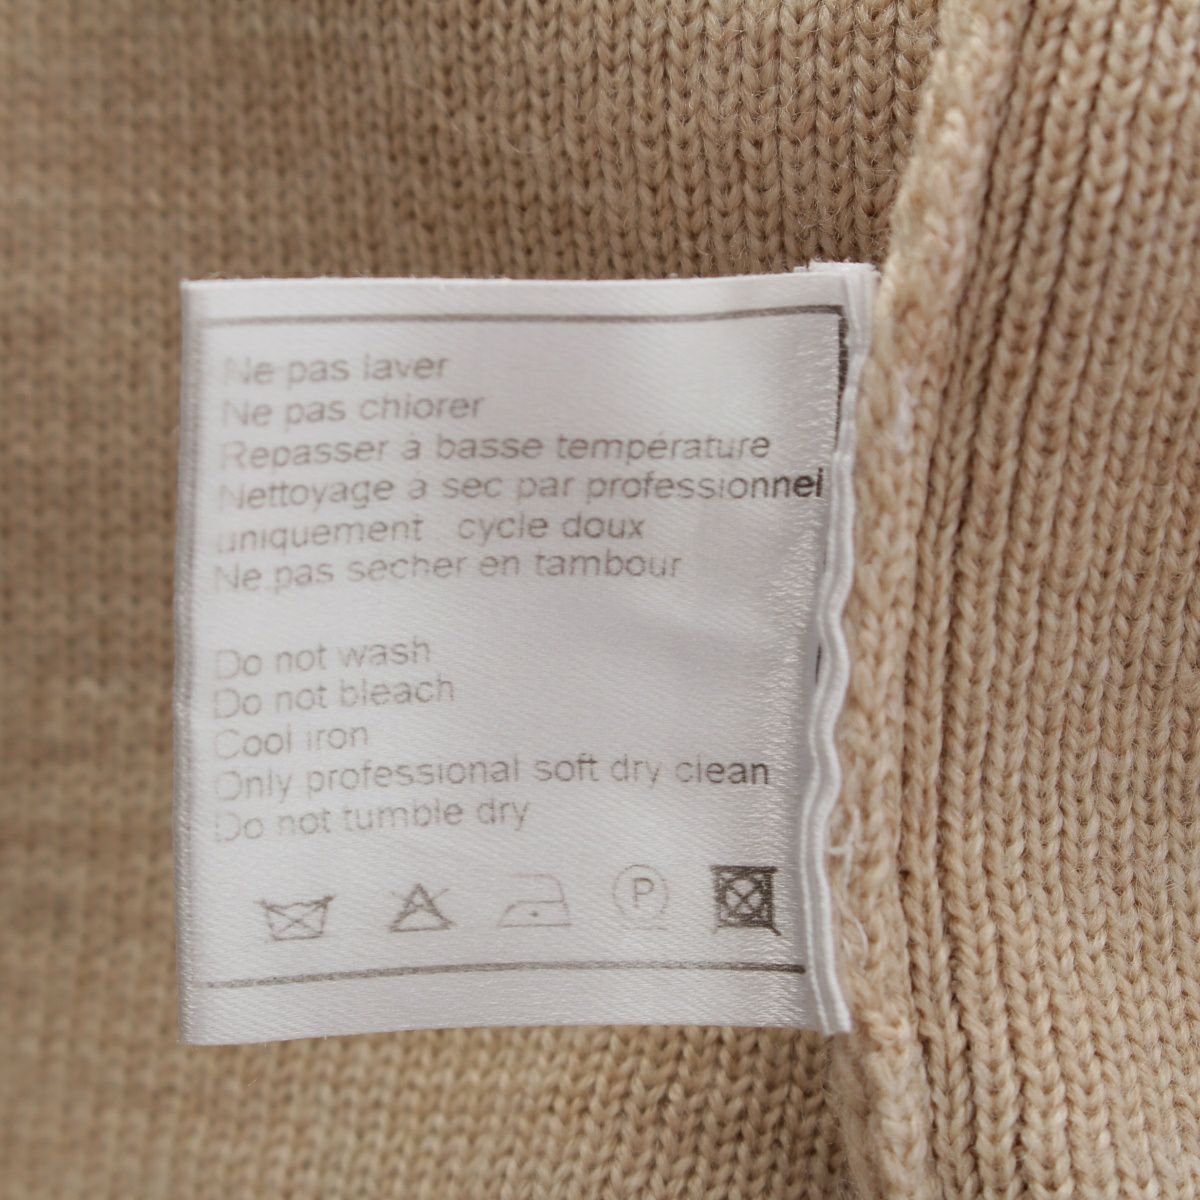 Ne pas laver
Ne pas chlorer
Repasser à basse température
Nettoyage à sec par professionnel
uniquement : cycle doux
Ne pas sécher en tambour
Do not wash
Do not bleach
Cool iron
Only professional soft dry clean
Do not tumble dry
P